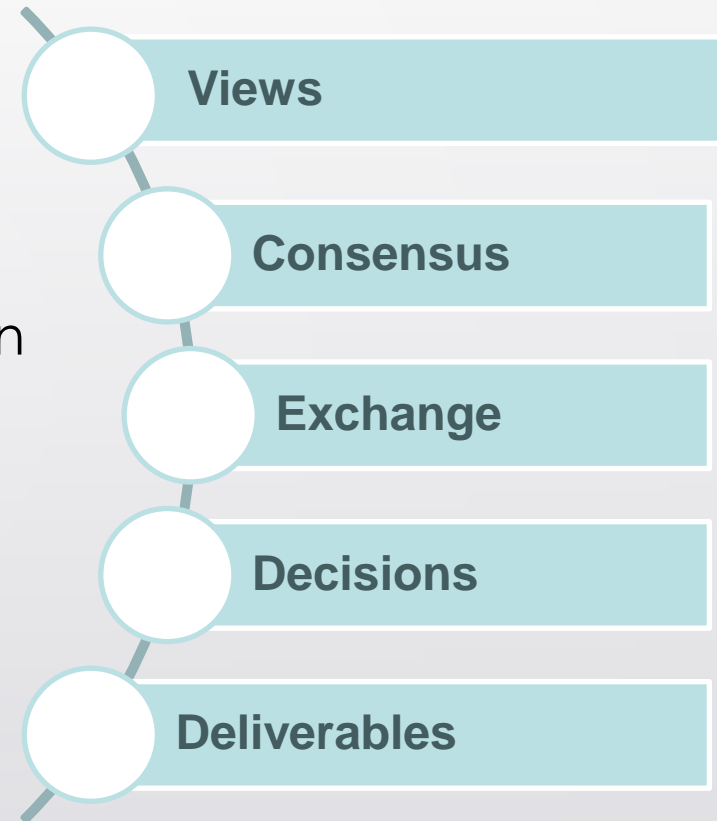 Views
Consensus
n
Exchange
Decisions
Deliverables